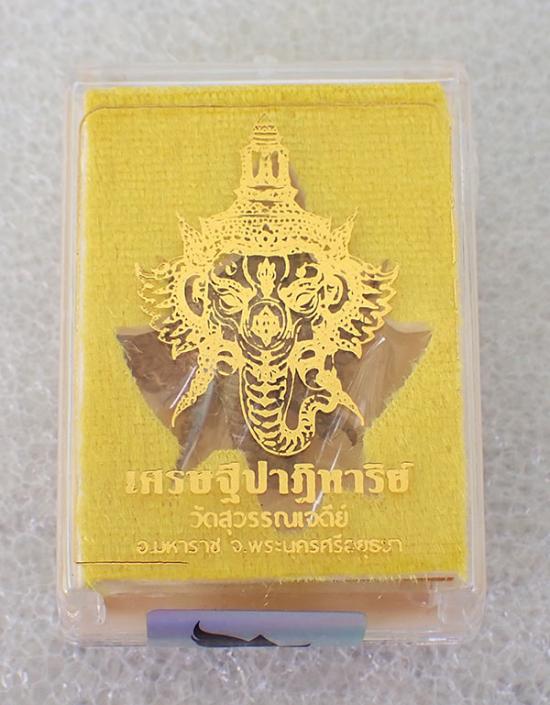 เศรษฐีปาฏิหาริย์
วัดสุวรรณเจดีย์
อ.มหาราช จ.พระนครศรีอยุธยา